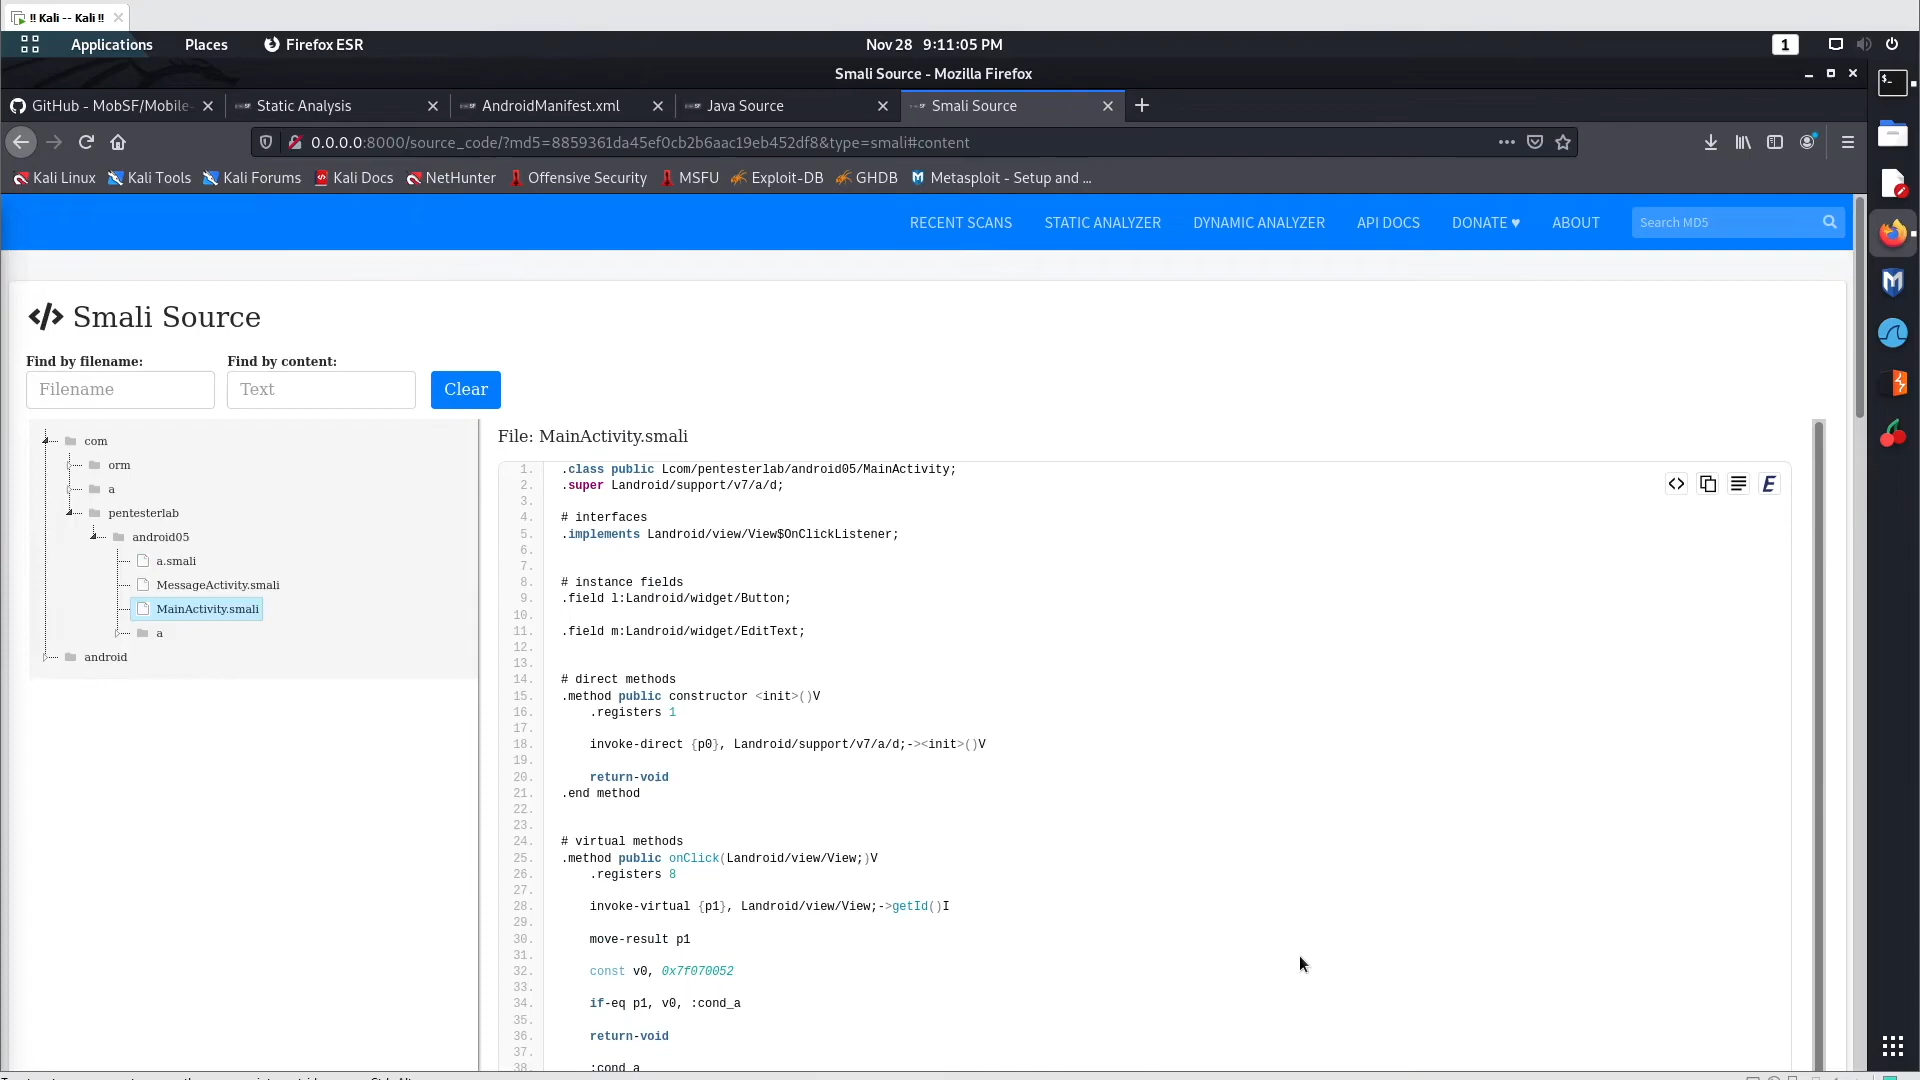 !! Kali -- Kali !!
Applications Places Firefox ESR Nov 28 9:11:05 PM 1
Smali Source - Mozilla Firefox
GitHub - MobSF/Mobile- Static Analysis AndroidManifest.xml Java Source Smali Source
0.0.0.0:8000/source_code/?md5=8859361da45ef0cb2b6aac19eb452df8&type=smali#content
Kali Linux Kali Tools Kali Forums Kali Docs NetHunter Offensive Security MSFU Exploit-DB GHDB Metasploit - Setup and ...
RECENT SCANS STATIC ANALYZER DYNAMIC ANALYZER API DOCS DONATE ♥ ABOUT Search MD5
</> Smali Source
Find by filename: Find by content:
Filename Text Clear
com
orm
a
pentesterlab
android05
a.smali
MessageActivity.smali
MainActivity.smali
a
android
File: MainActivity.smali
1. .class public Lcom/pentesterlab/android05/MainActivity;
2. .super Landroid/support/v7/a/d;
3.
4. # interfaces
5. .implements Landroid/view/View$OnClickListener;
6.
7.
8. # instance fields
9. .field l:Landroid/widget/Button;
10.
11. .field m:Landroid/widget/EditText;
12.
13.
14. # direct methods
15. .method public constructor <init>()V
16. .registers 1
17.
18. invoke-direct {p0}, Landroid/support/v7/a/d;-><init>()V
19.
20. return-void
21. .end method
22.
23.
24. # virtual methods
25. .method public onClick(Landroid/view/View;)V
26. .registers 8
27.
28. invoke-virtual {p1}, Landroid/view/View;->getId()I
29.
30. move-result p1
31.
32. const v0, 0x7f070052
33.
34. if-eq p1, v0, :cond_a
35.
36. return-void
37.
38. :cond_a